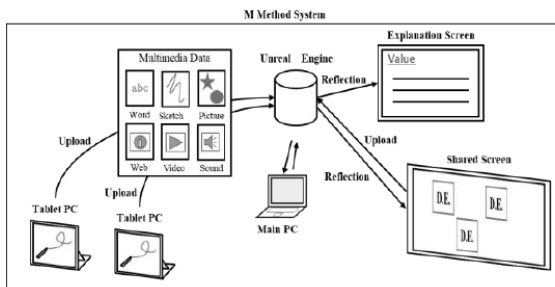 M Method System
Multimedia Data
abc
Word
Sketch
Picture
Web
Video
Sound
Unreal Engine
Explanation Screen
Value
Reflection
Upload
Reflection
Shared Screen
D.E.
D.E.
D.E.
Main PC
Upload
Tablet PC
Upload
Tablet PC